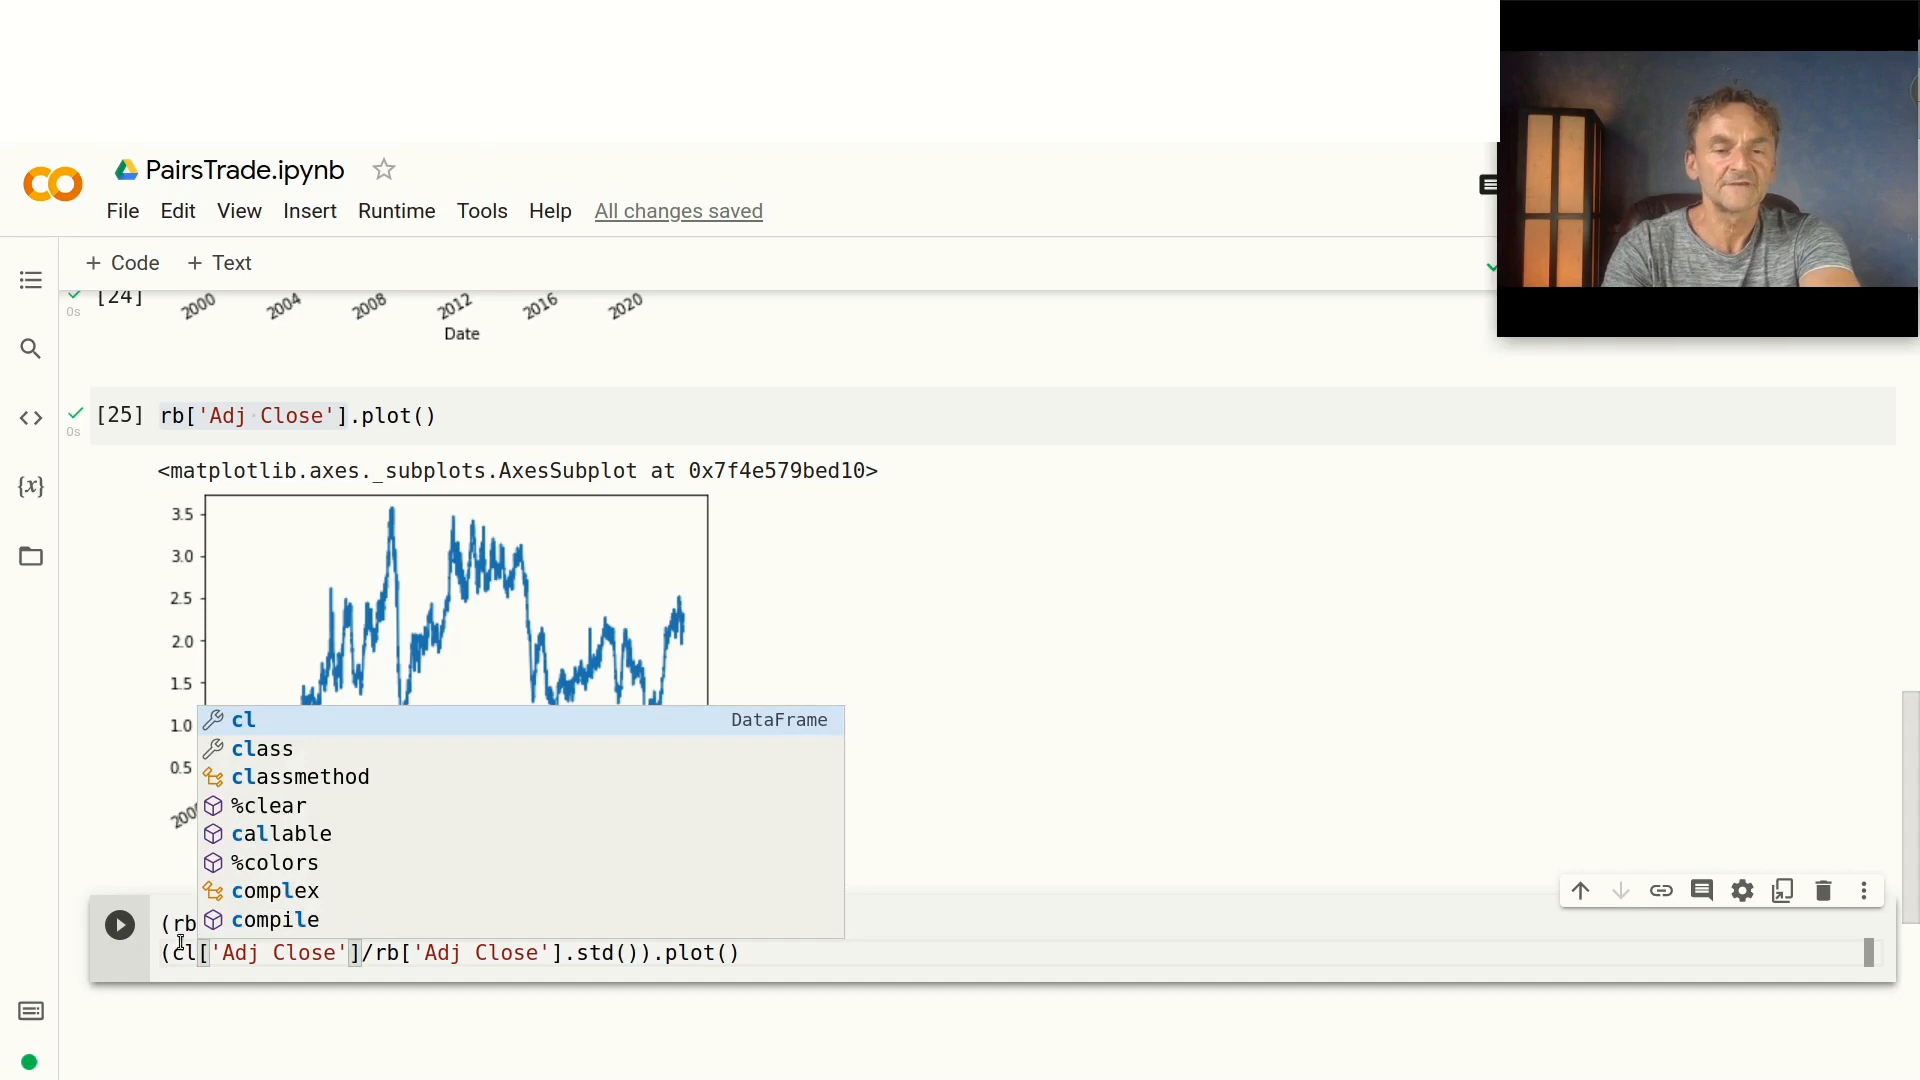 PairsTrade.ipynb
File Edit View Insert Runtime Tools Help All changes saved
+ Code + Text
[24]
0s
2000 2004 2008 2012 2016 2020
Date
[25] rb['Adj Close'].plot()
0s
<matplotlib.axes._subplots.AxesSubplot at 0x7f4e579bed10>
3.5
3.0
2.5
2.0
1.5
1.0
0.5
cl DataFrame
class
classmethod
%clear
callable
%colors
complex
compile
(rb
(cl['Adj Close']/rb['Adj Close'].std()).plot()